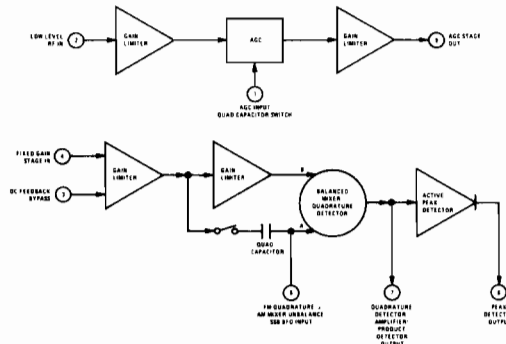 LOW LEVEL
RF IN
2
GAIN
LIMITER
AGC
GAIN
LIMITER
9
AGC STAGE
OUT
1
AGC INPUT
QUAD CAPACITOR SWITCH
FIXED GAIN
STAGE IN
4
DC FEEDBACK
BYPASS
3
GAIN
LIMITER
GAIN
LIMITER
B
A
BALANCED
MIXER
QUADRATURE
DETECTOR
ACTIVE
PEAK
DETECTOR
QUAD
CAPACITOR
6
FM QUADRATURE
AM MIXER UNBALANCE
SSB BFO INPUT
7
QUADRATURE
DETECTOR
AMPLIFIER
PRODUCT
DETECTOR
OUTPUT
PEAK
DETECTOR
OUTPUT